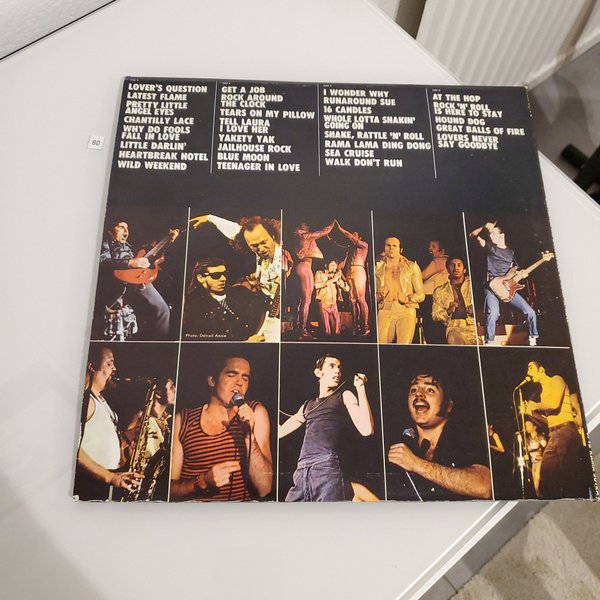 LOVER'S QUESTION
LATEST FLAME
PRETTY LITTLE
ANGEL EYES
CHANTILLY LACE
WHY DO FOOLS
FALL IN LOVE
LITTLE DARLIN'
HEARTBREAK HOTEL
WILD WEEKEND
GET A JOB
ROCK AROUND
THE CLOCK
TEARS ON MY PILLOW
TELL LAURA
I LOVE HER
YAKETY YAK
JAILHOUSE ROCK
BLUE MOON
TEENAGER IN LOVE
I WONDER WHY
RUNAROUND SUE
16 CANDLES
WHOLE LOTTA SHAKIN'
GOING ON
SHAKE, RATTLE 'N' ROLL
RAMA LAMA DING DONG
SEA CRUISE
WALK DON'T RUN
AT THE HOP
ROCK 'N' ROLL
IS HERE TO STAY
HOUND DOG
GREAT BALLS OF FIRE
LOVERS NEVER
SAY GOODBYE
8D
Photo: Detroit Annie